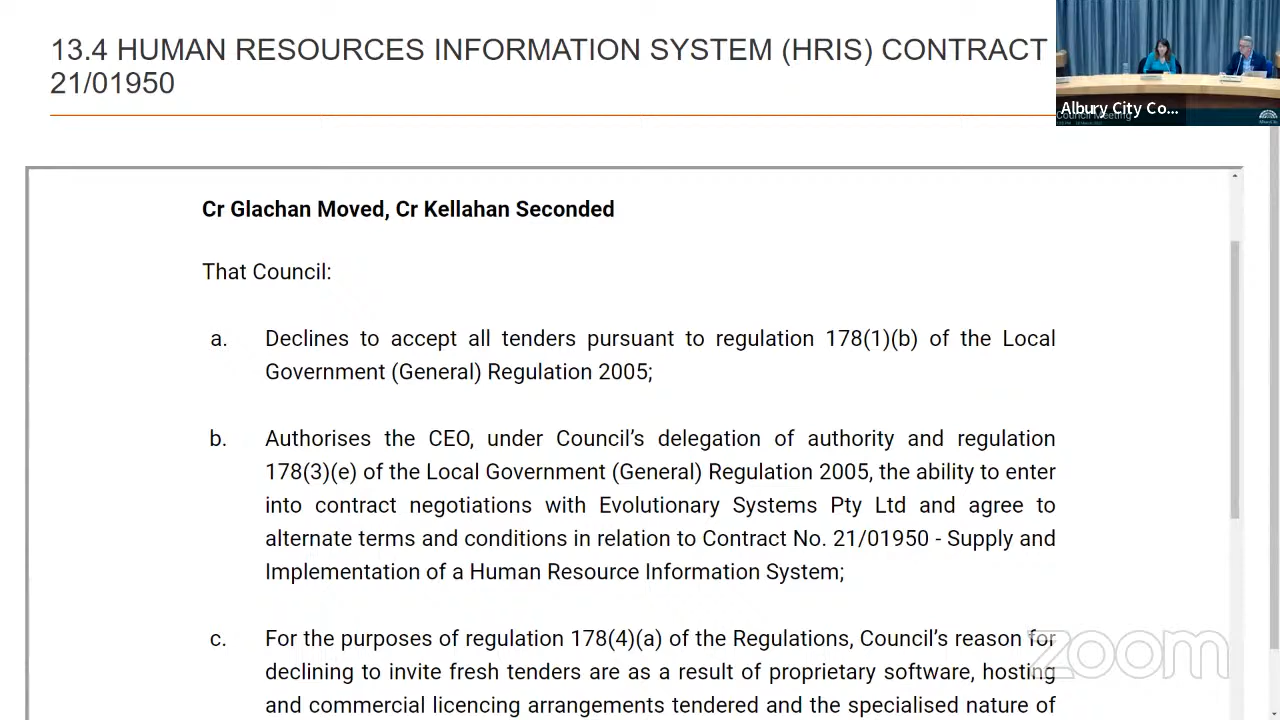 13.4 HUMAN RESOURCES INFORMATION SYSTEM (HRIS) CONTRACT
21/01950
Albury City Co...
Council Meeting
Cr Glachan Moved, Cr Kellahan Seconded
That Council:
a. Declines to accept all tenders pursuant to regulation 178(1)(b) of the Local
Government (General) Regulation 2005;
b. Authorises the CEO, under Council’s delegation of authority and regulation
178(3)(e) of the Local Government (General) Regulation 2005, the ability to enter
into contract negotiations with Evolutionary Systems Pty Ltd and agree to
alternate terms and conditions in relation to Contract No. 21/01950 - Supply and
Implementation of a Human Resource Information System;
c. For the purposes of regulation 178(4)(a) of the Regulations, Council’s reason for
declining to invite fresh tenders are as a result of proprietary software, hosting
and commercial licencing arrangements tendered and the specialised nature of
zoom